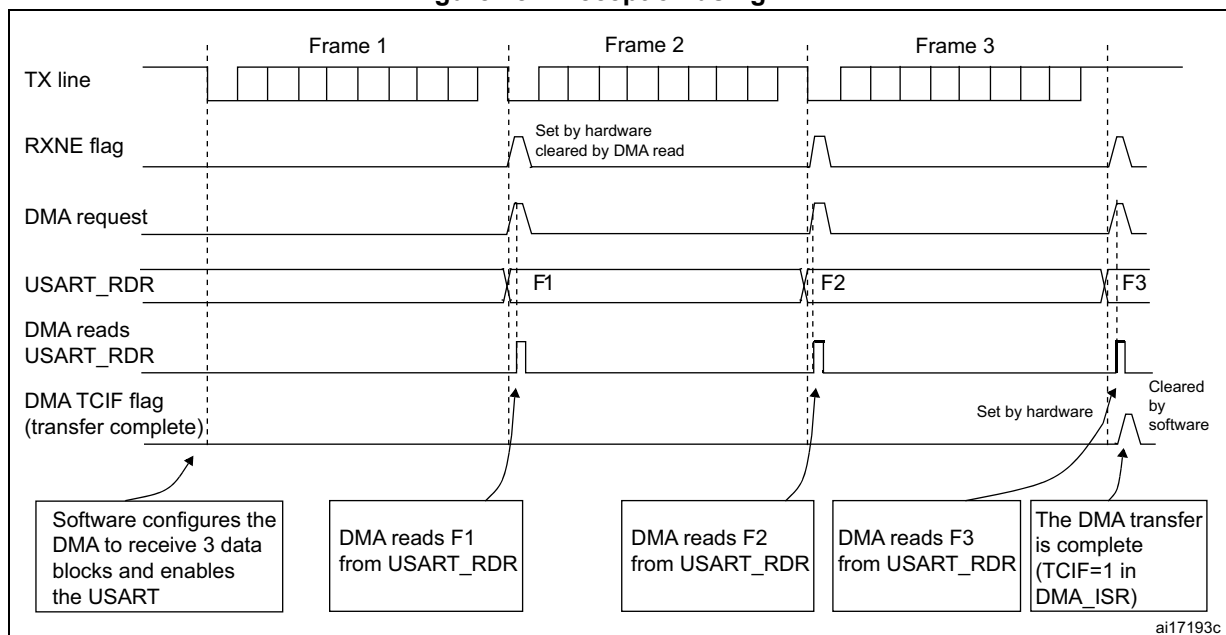 Frame 1
Frame 2
Frame 3
TX line
RXNE flag
Set by hardware
cleared by DMA read
DMA request
USART_RDR
F1
F2
F3
DMA reads
USART_RDR
DMA TCIF flag
(transfer complete)
Set by hardware
Cleared
by
software
Software configures the
DMA to receive 3 data
blocks and enables
the USART
DMA reads F1
from USART_RDR
DMA reads F2
from USART_RDR
DMA reads F3
from USART_RDR
The DMA transfer
is complete
(TCIF=1 in
DMA_ISR)
ai17193c